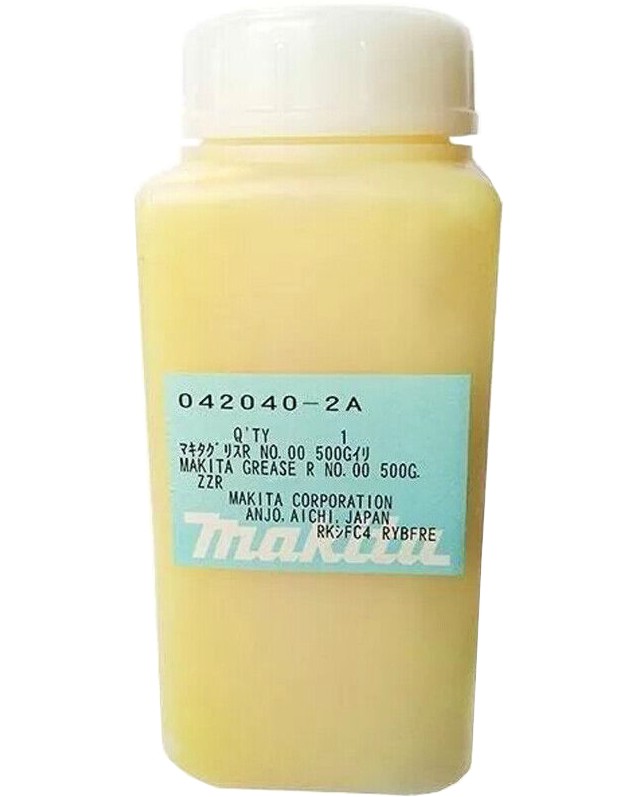 042040-2A
Q'TY 1
ﾏｷﾀｸﾞﾘｽR NO.00 500Gｲﾘ
MAKITA GREASE R NO.00 500G.
ZZR
MAKITA CORPORATION
ANJO, AICHI, JAPAN
RKｼFC4 RYBFRE
makita